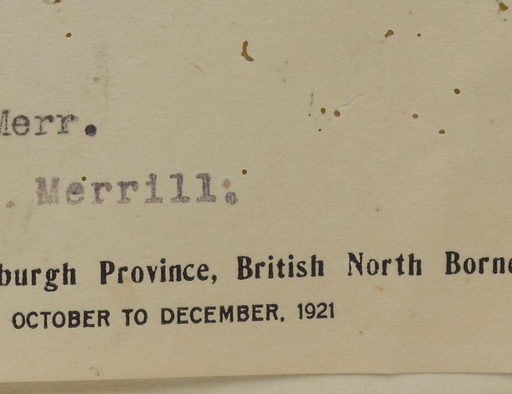 Merr.
. Merrill.
burgh Province, British North Borne
OCTOBER TO DECEMBER, 1921